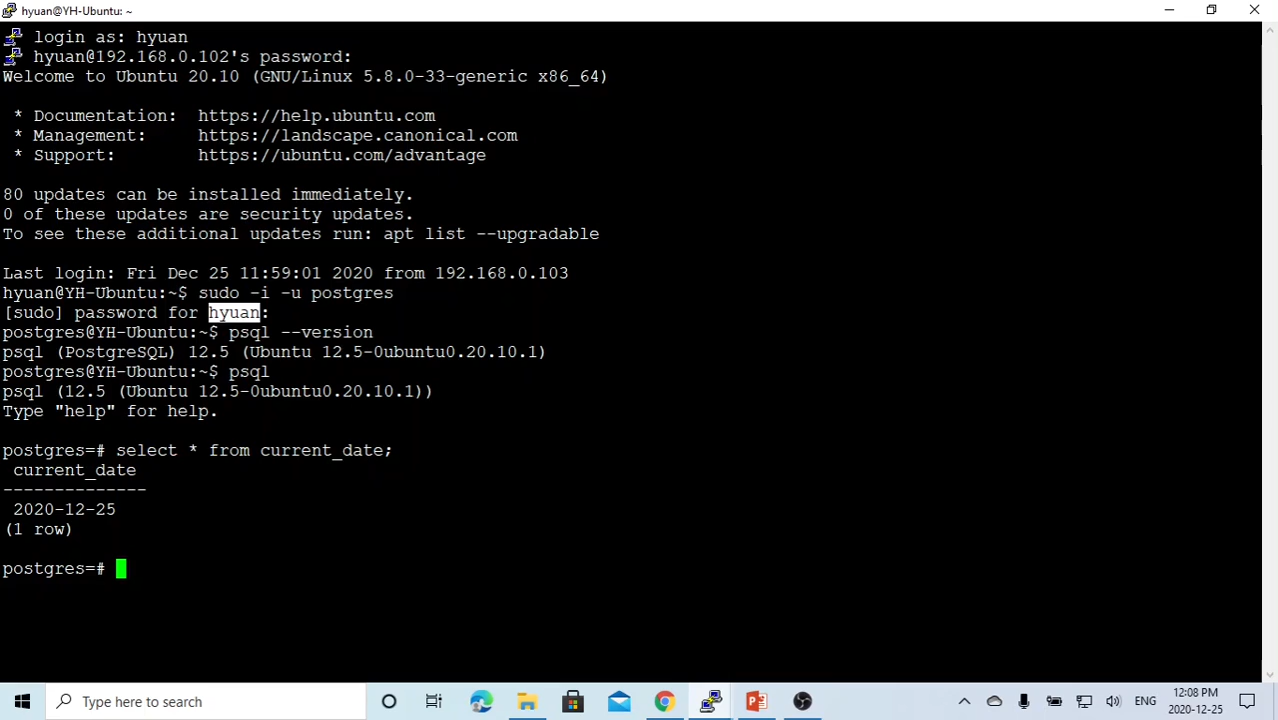 hyuan@YH-Ubuntu: ~
login as: hyuan
hyuan@192.168.0.102's password:
Welcome to Ubuntu 20.10 (GNU/Linux 5.8.0-33-generic x86_64)
* Documentation:  https://help.ubuntu.com
* Management:     https://landscape.canonical.com
* Support:        https://ubuntu.com/advantage
80 updates can be installed immediately.
0 of these updates are security updates.
To see these additional updates run: apt list --upgradable
Last login: Fri Dec 25 11:59:01 2020 from 192.168.0.103
hyuan@YH-Ubuntu:~$ sudo -i -u postgres
[sudo] password for hyuan:
postgres@YH-Ubuntu:~$ psql --version
psql (PostgreSQL) 12.5 (Ubuntu 12.5-0ubuntu0.20.10.1)
postgres@YH-Ubuntu:~$ psql
psql (12.5 (Ubuntu 12.5-0ubuntu0.20.10.1))
Type "help" for help.
postgres=# select * from current_date;
current_date
--------------
2020-12-25
(1 row)
postgres=#
Type here to search
ENG
12:08 PM
2020-12-25